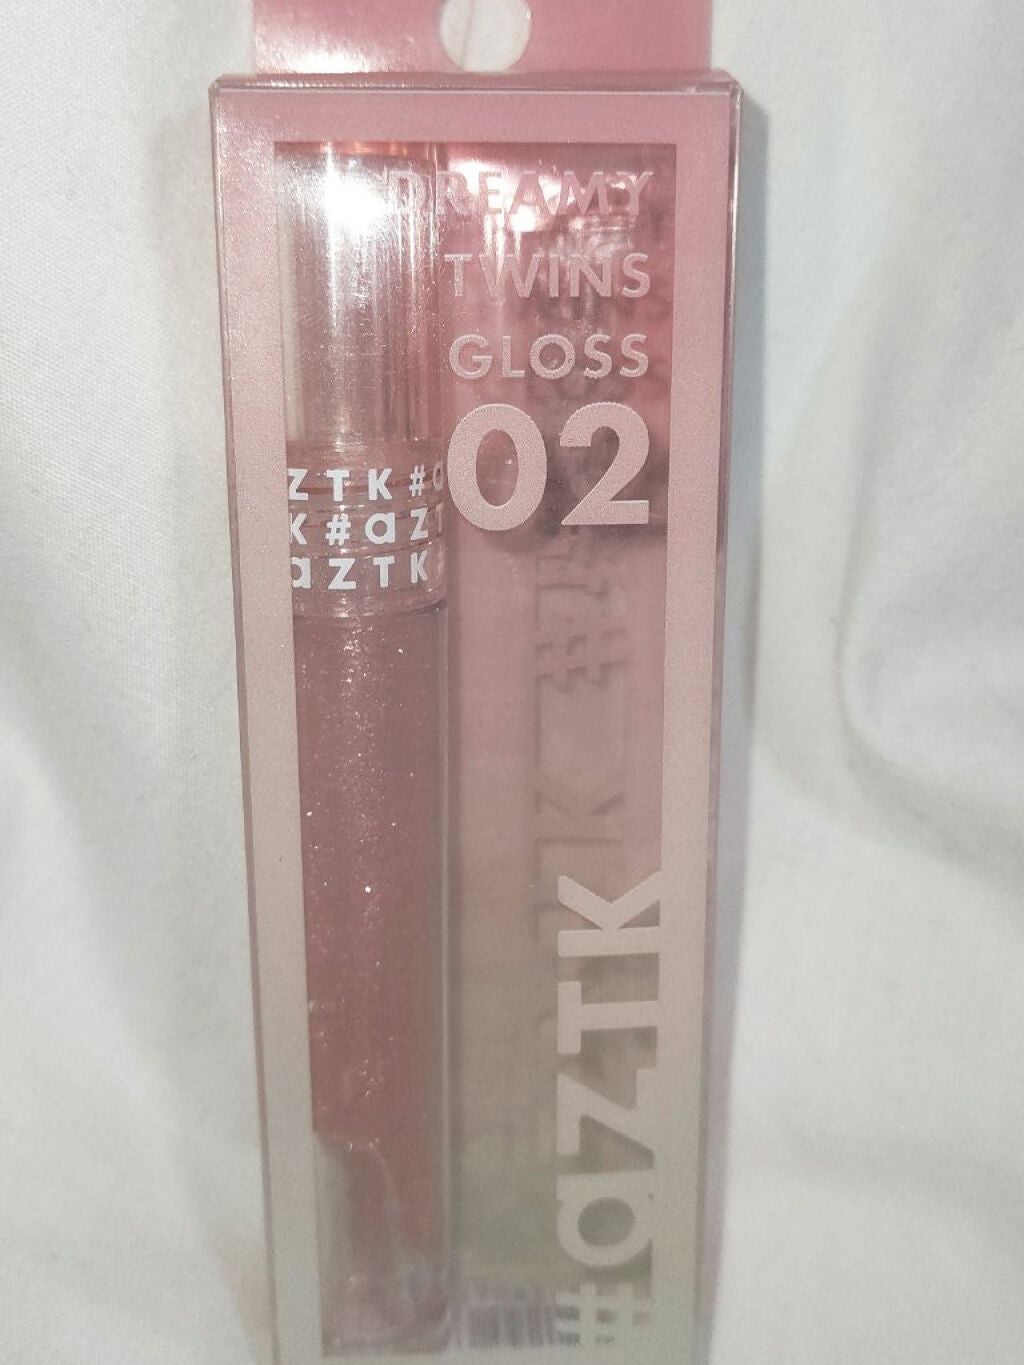 DREAMY
TWINS
GLOSS
02
ZTK#a
K#aZT
aZTK
#aZTK